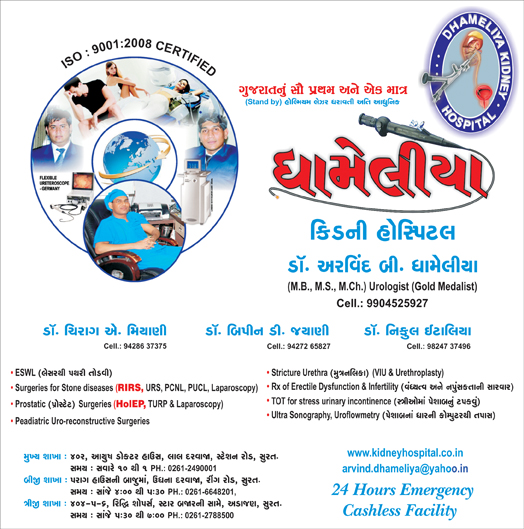 ISO : 9001:2008 CERTIFIED
DHAMELIYA KIDNEY HOSPITAL
ગુજરાતનું સૌ પ્રથમ અને એક માત્ર
(Stand by) હોલ્મિયમ લેઝર ધરાવતી અતિ આધુનિક
FLEXIBLE
URETEROSCOPE
-GERMANY
ધામેલીયા
કિડની હોસ્પિટલ
ડૉ. અરવિંદ બી. ધામેલીયા
(M.B., M.S., M.Ch.) Urologist (Gold Medalist)
Cell.: 9904525927
ડૉ. ચિરાગ એ. મિયાણી
Cell.: 94286 37375
ડૉ. બિપીન ડી. જયાણી
Cell.: 94272 65827
ડૉ. નિકુલ ઈટાલિયા
Cell.: 98247 37496
• ESWL (લેસરથી પથરી તોડવી)
• Surgeries for Stone diseases (RIRS, URS, PCNL, PUCL, Laparoscopy)
• Prostatic (પ્રોસ્ટેટ) Surgeries (HolEP, TURP & Laparoscopy)
• Peadiatric Uro-reconstructive Surgeries
• Stricture Urethra (મુત્રનલિકા) (VIU & Urethroplasty)
• Rx of Erectile Dysfunction & Infertility (વંધ્યત્વ અને નપુંસકતાની સારવાર)
• TOT for stress urinary incontinence (સ્ત્રીઓમાં પેશાબનું ટપકવું)
• Ultra Sonography, Uroflowmetry (પેશાબનાં ધારની કોમ્પુટરથી તપાસ)
મુખ્ય શાખા : ૪૦૨, આયુષ ડોકટર હાઉસ, લાલ દરવાજા, સ્ટેશન રોડ, સુરત.
સમય : સવારે ૧૦ થી ૧ PH.: 0261-2490001
બીજી શાખા : પરાગ હાઉસની બાજુમાં, ઉધના દરવાજા, રીંગ રોડ, સુરત.
સમય : સાંજે ૪:૦૦ થી ૫:૩૦ PH.: 0261-6648201,
ત્રીજી શાખા : ૪૦૪-૫-૬, રિદ્ધિ શોપર્સ, સ્ટાર બજારની સામે, અડાજણ, સુરત.
સમય : સાંજે ૫:૩૦ થી ૭:૦૦ PH.: 0261-2788500
www.kidneyhospital.co.in
arvind.dhameliya@yahoo.in
24 Hours Emergency
Cashless Facility